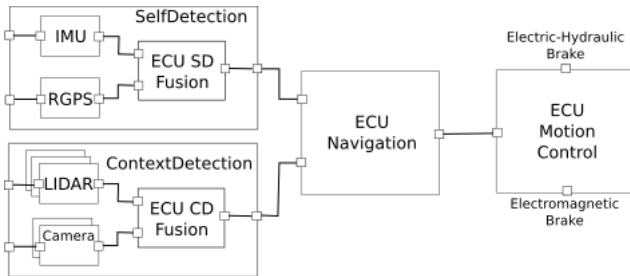 SelfDetection
IMU
ECU SD
Fusion
RGPS
ContextDetection
LIDAR
ECU CD
Fusion
Camera
ECU
Navigation
Electric-Hydraulic
Brake
ECU
Motion
Control
Electromagnetic
Brake